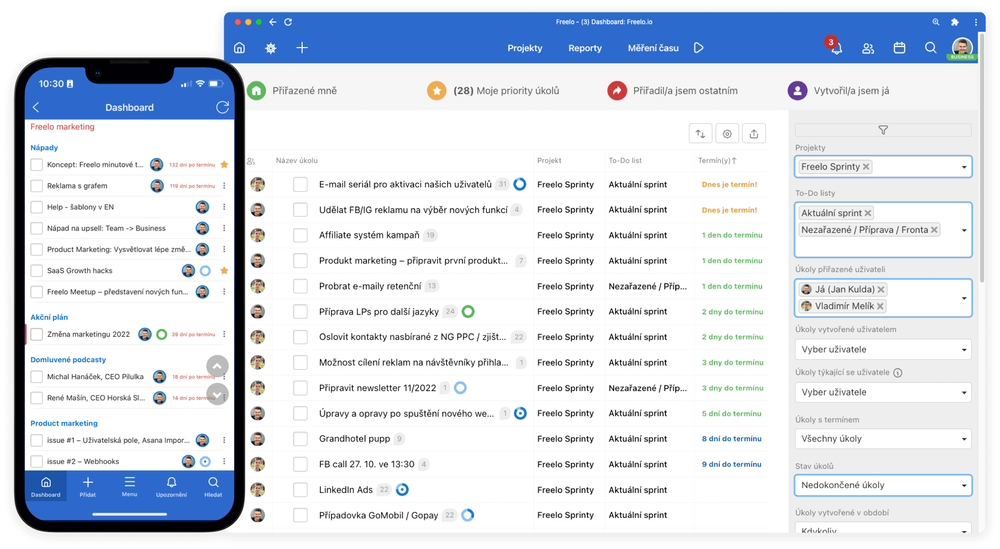 Freelo - (3) Dashboard: Freelo.io
Projekty
Reporty
Měření času
3
BUSINESS
Přiřazené mně
(28) Moje priority úkolů
Přiřadil/a jsem ostatním
Vytvořil/a jsem já
Název úkolu
Projekt
To-Do list
Termín(y)
E-mail seriál pro aktivaci našich uživatelů 31 Freelo Sprinty Aktuální sprint Dnes je termín!
Udělat FB/IG reklamu na výběr nových funkcí 4 Freelo Sprinty Aktuální sprint Dnes je termín!
Affiliate systém kampaň 19 Freelo Sprinty Aktuální sprint 1 den do termínu
Produkt marketing – připravit první produkt... 7 Freelo Sprinty Aktuální sprint 1 den do termínu
Probrat e-maily retenční 13 Freelo Sprinty Nezařazené / Příp... 1 den do termínu
Příprava LPs pro další jazyky 24 Freelo Sprinty Aktuální sprint 2 dny do termínu
Oslovit kontakty nasbírané z NG PPC / zjišt... 22 Freelo Sprinty Aktuální sprint 2 dny do termínu
Možnost cílení reklam na návštěvníky přihla... 1 Freelo Sprinty Aktuální sprint 3 dny do termínu
Připravit newsletter 11/2022 1 Freelo Sprinty Nezařazené / Příp... 3 dny do termínu
Úpravy a opravy po spuštění nového we... 1 Freelo Sprinty Aktuální sprint 5 dní do termínu
Grandhotel pupp 9 Freelo Sprinty Aktuální sprint 8 dní do termínu
FB call 27. 10. ve 13:30 4 Freelo Sprinty Aktuální sprint 9 dní do termínu
LinkedIn Ads 22 Freelo Sprinty Aktuální sprint
Případovka GoMobil / Gopay 22 Freelo Sprinty Aktuální sprint
Projekty
Freelo Sprinty
To-Do listy
Aktuální sprint
Nezařazené / Příprava / Fronta
Úkoly přiřazené uživateli
Já (Jan Kulda)
Vladimír Melík
Úkoly vytvořené uživatelem
Vyber uživatele
Úkoly týkající se uživatele
Vyber uživatele
Úkoly s termínem
Všechny úkoly
Stav úkolů
Nedokončené úkoly
Úkoly vytvořené v období
Kdykoliv
10:30
Dashboard
Freelo marketing
Nápady
Koncept: Freelo minutové t... 132 dní po termínu
Reklama s grafem 119 dní po termínu
Help - šablony v EN
Nápad na upsell: Team -> Business
Product Marketing: Vysvětlovat lépe změ...
SaaS Growth hacks
Freelo Meetup – představení nových fun...
Akční plán
Změna marketingu 2022 39 dní po termínu
Domluvené podcasty
Michal Hanáček, CEO Pilulka 18 dní po termínu
René Mašín, CEO Horská Sl... 14 dní po termínu
Product marketing
issue #1 – Uživatelská pole, Asana Impor...
issue #2 – Webhooks
Dashboard
Přidat
Menu
Upozornění
Hledat